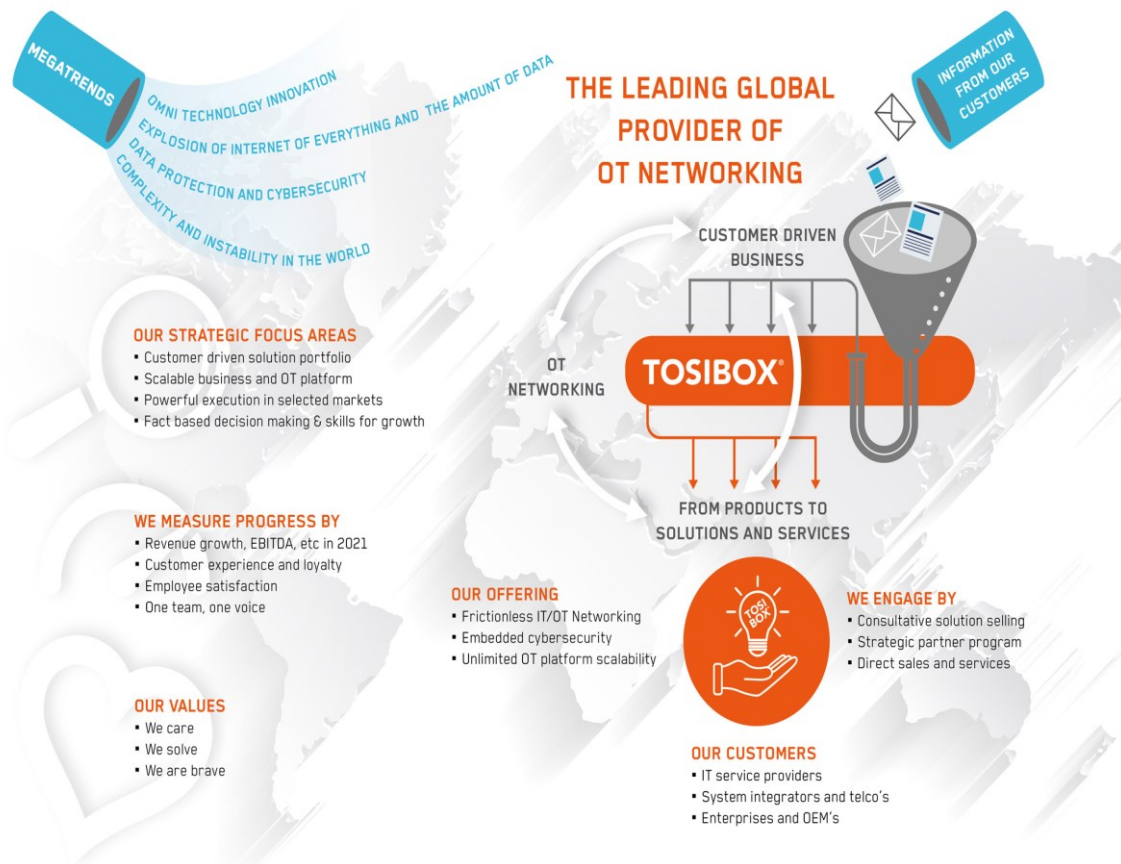 MEGATRENDS
OMNI TECHNOLOGY INNOVATION
EXPLOSION OF INTERNET OF EVERYTHING AND THE AMOUNT OF DATA
DATA PROTECTION AND CYBERSECURITY
COMPLEXITY AND INSTABILITY IN THE WORLD
THE LEADING GLOBAL
PROVIDER OF
OT NETWORKING
INFORMATION
FROM OUR
CUSTOMERS
CUSTOMER DRIVEN
BUSINESS
OT
NETWORKING
TOSIBOX®
FROM PRODUCTS TO
SOLUTIONS AND SERVICES
OUR STRATEGIC FOCUS AREAS
▪ Customer driven solution portfolio
▪ Scalable business and OT platform
▪ Powerful execution in selected markets
▪ Fact based decision making & skills for growth
WE MEASURE PROGRESS BY
▪ Revenue growth, EBITDA, etc in 2021
▪ Customer experience and loyalty
▪ Employee satisfaction
▪ One team, one voice
OUR VALUES
▪ We care
▪ We solve
▪ We are brave
OUR OFFERING
▪ Frictionless IT/OT Networking
▪ Embedded cybersecurity
▪ Unlimited OT platform scalability
TOSI
BOX
WE ENGAGE BY
▪ Consultative solution selling
▪ Strategic partner program
▪ Direct sales and services
OUR CUSTOMERS
▪ IT service providers
▪ System integrators and telco's
▪ Enterprises and OEM's